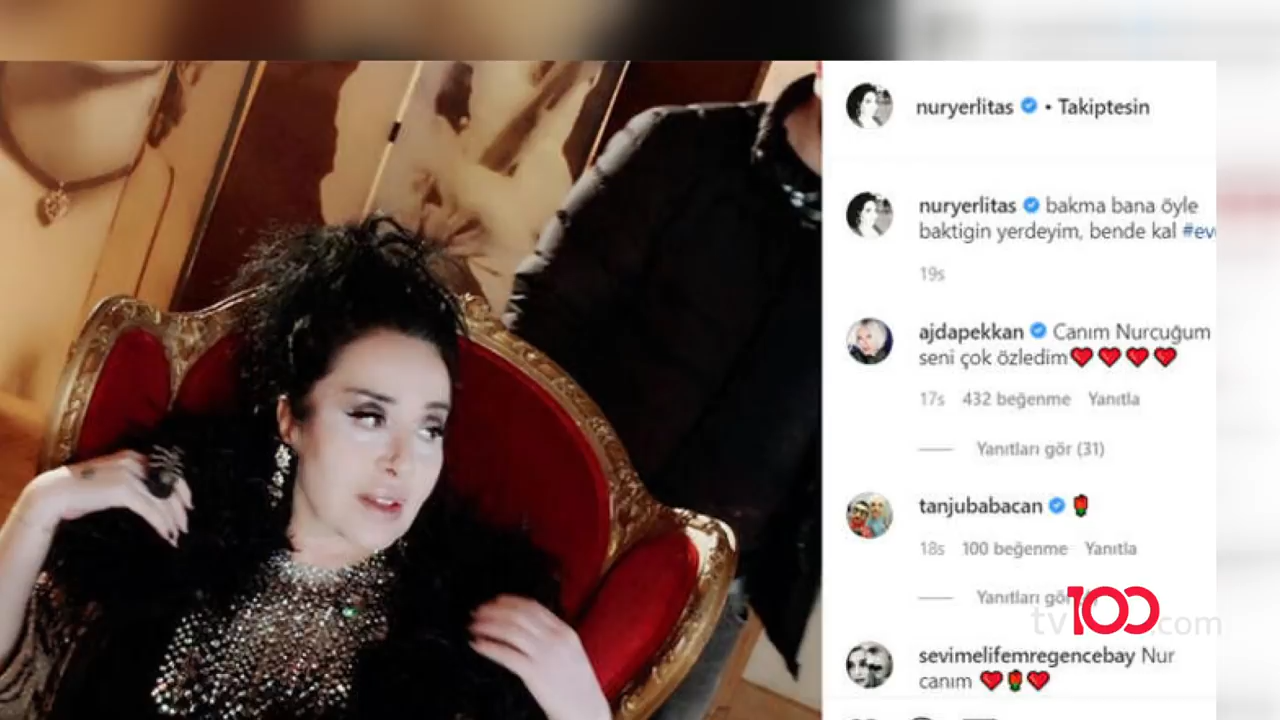 nuryerlitas • Takiptesin
nuryerlitas bakma bana öyle
baktigin yerdeyim, bende kal #ev
19s
ajdapekkan Canım Nurcuğum
seni çok özledim❤️❤️❤️❤️
17s 432 beğenme Yanıtla
Yanıtları gör (31)
tanjubabacan 🌹
18s 100 beğenme Yanıtla
Yanıtları gör
tv100.com
sevimelifemregencebay Nur
canım ❤️🌹❤️